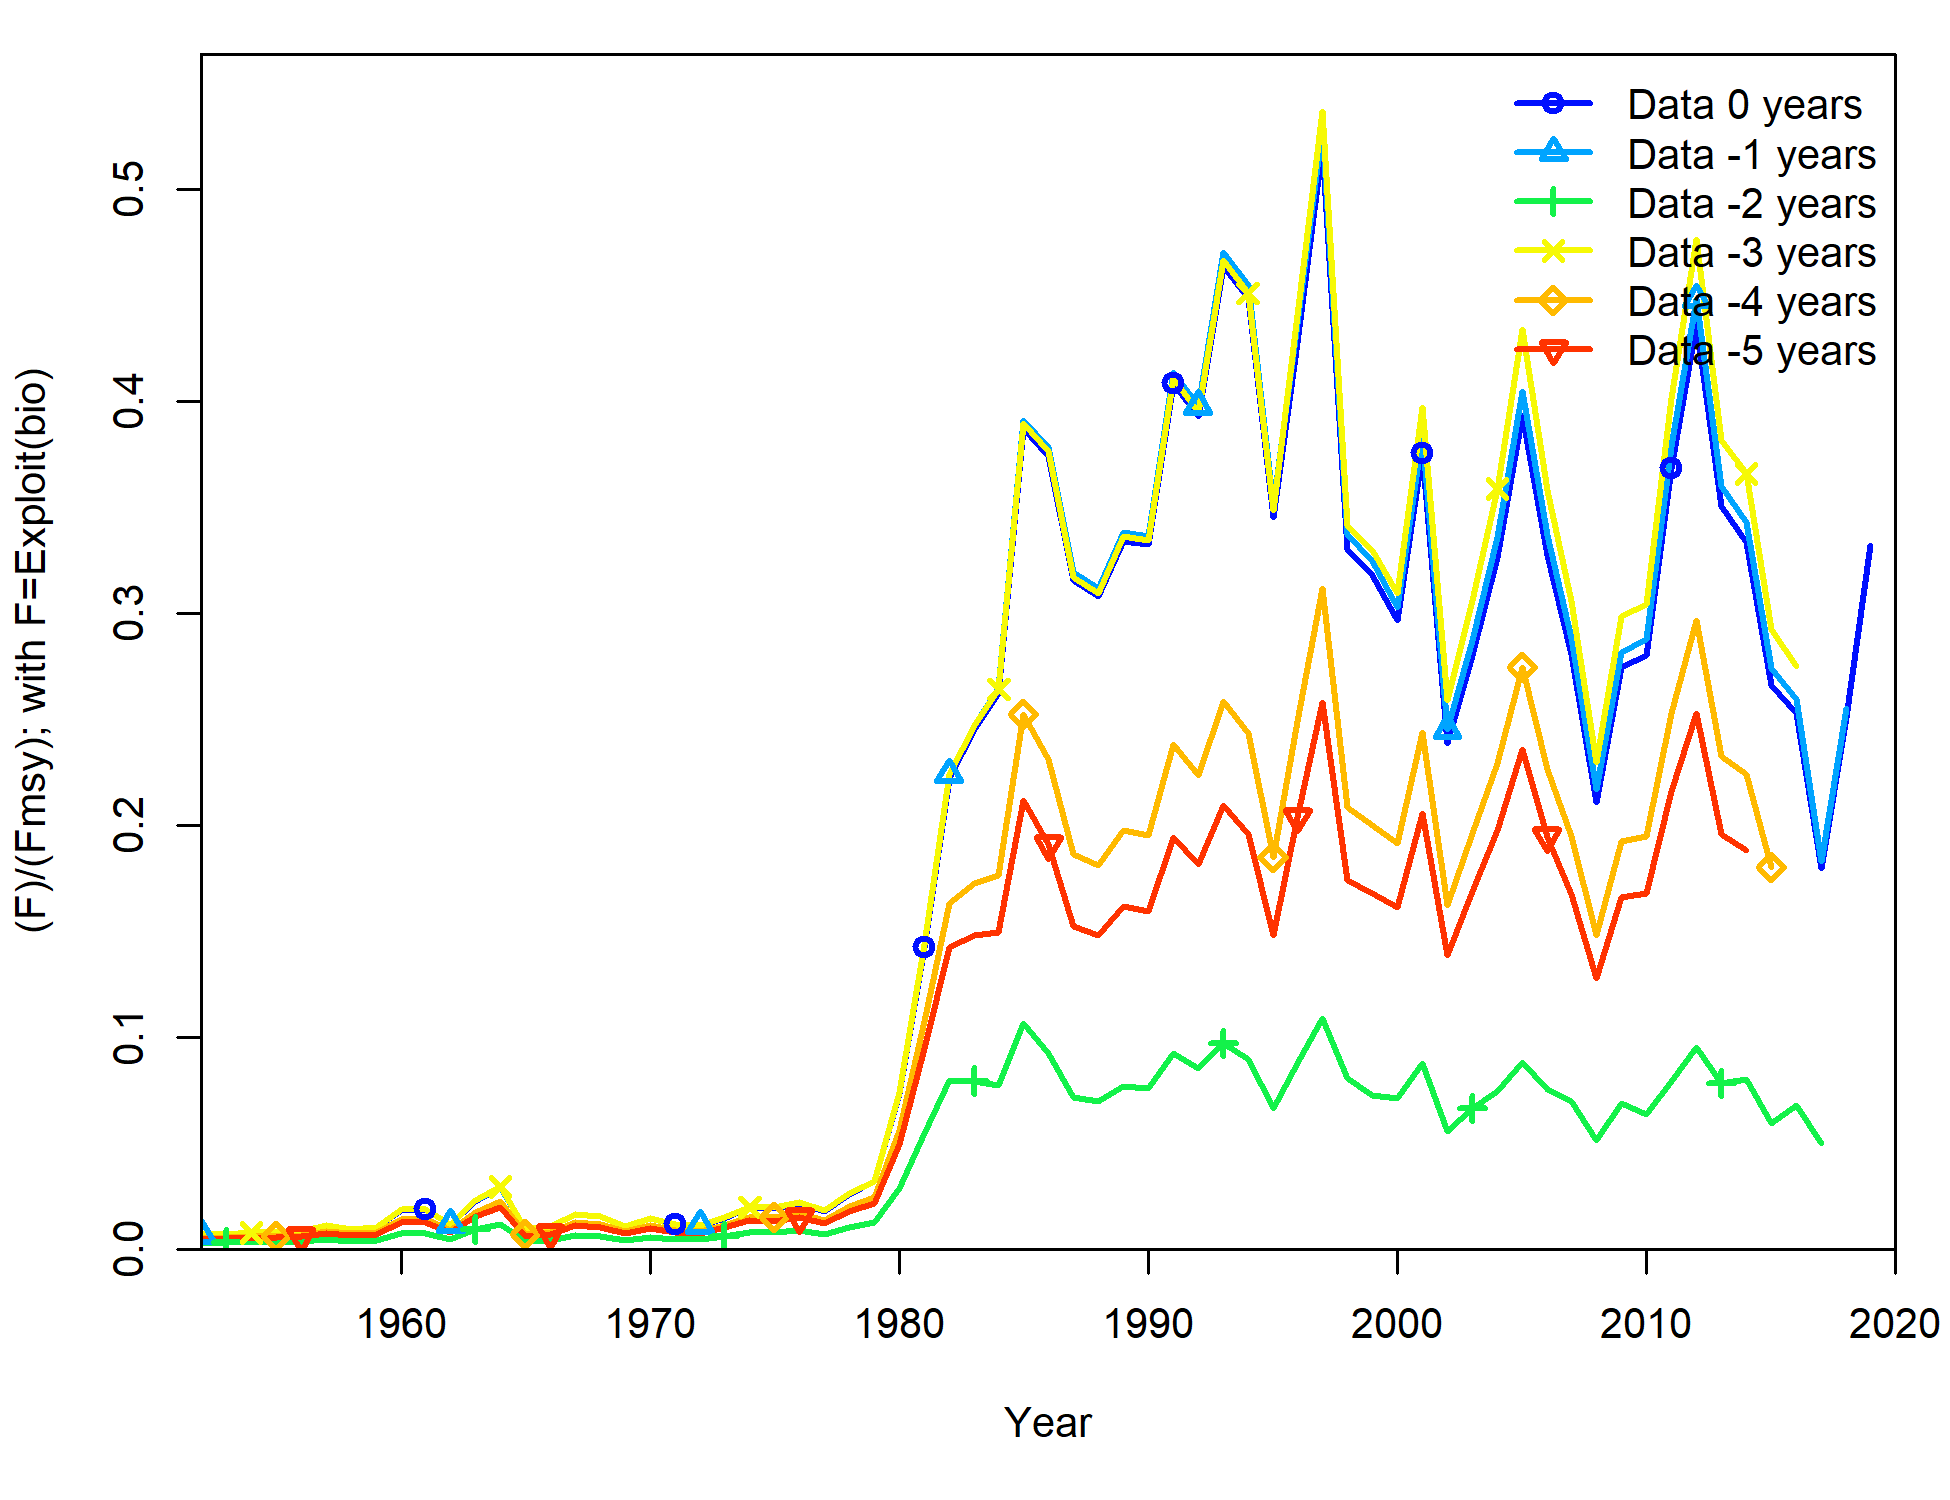 Data 0 years
Data -1 years
Data -2 years
Data -3 years
Data -4 years
Data -5 years
(F)/(Fmsy); with F=Exploit(bio)
0.5
0.4
0.3
0.2
0.1
0.0
1960 1970 1980 1990 2000 2010 2020
Year